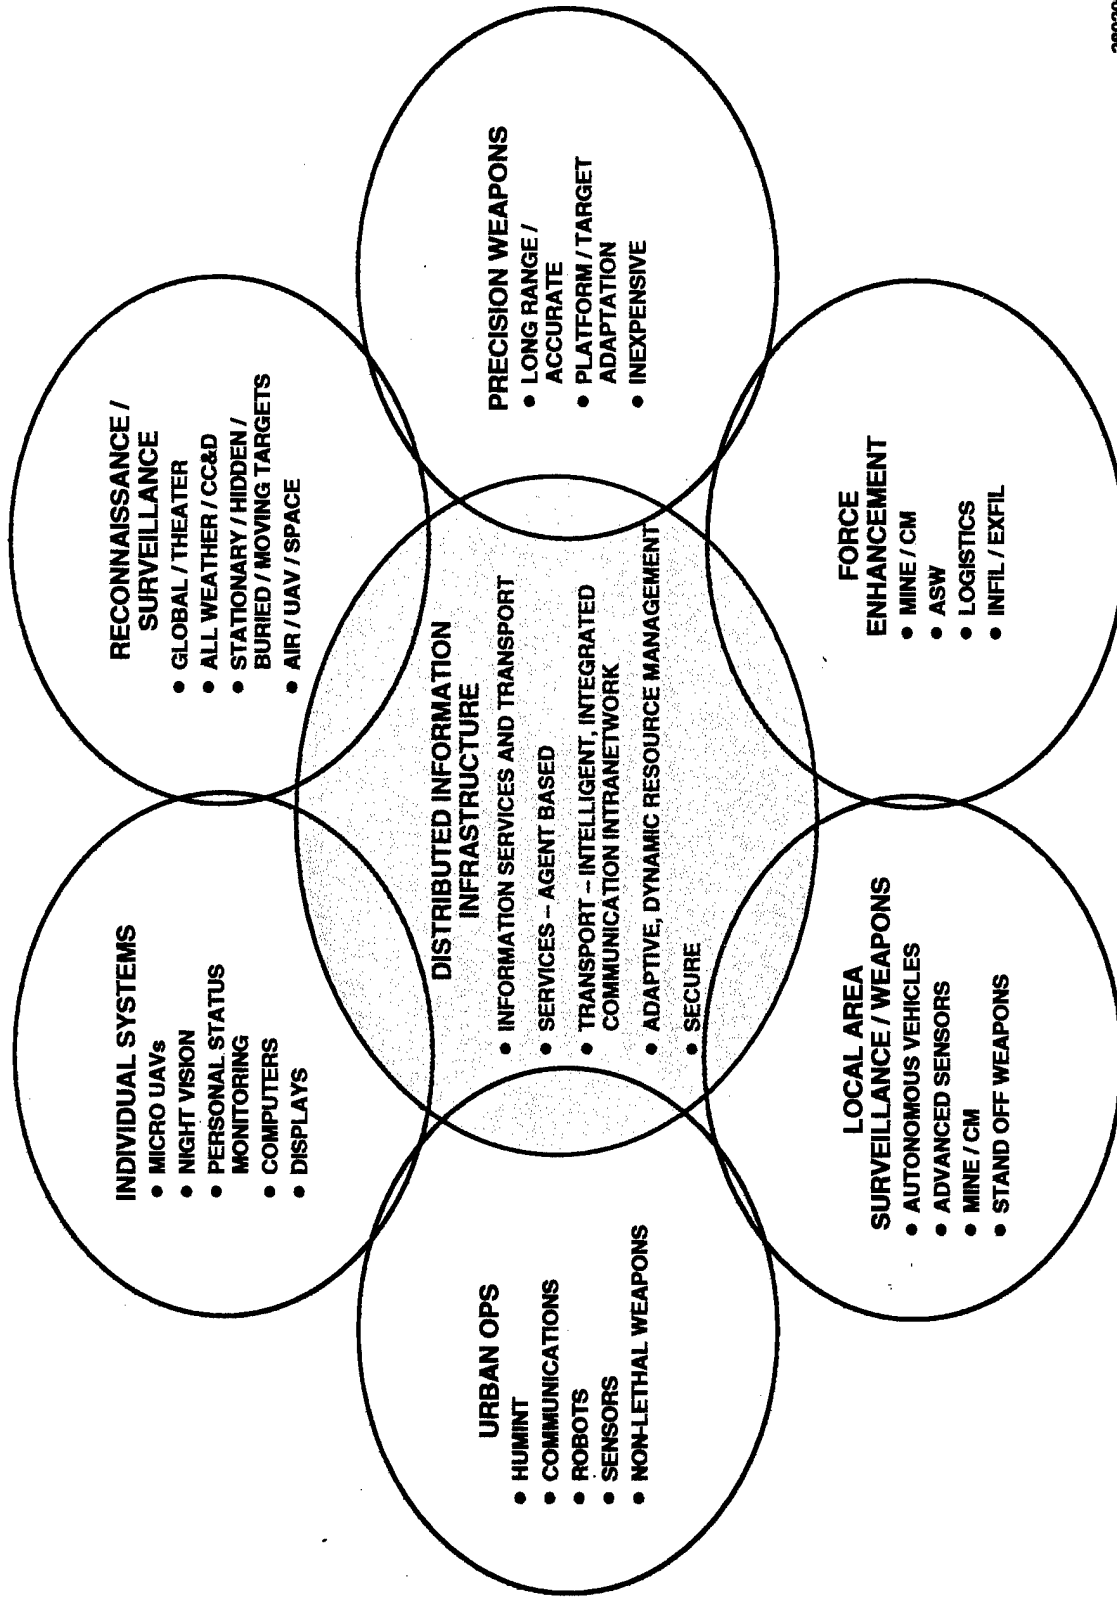 INDIVIDUAL SYSTEMS
• MICRO UAVs
• NIGHT VISION
• PERSONAL STATUS
MONITORING
• COMPUTERS
• DISPLAYS
RECONNAISSANCE /
SURVEILLANCE
• GLOBAL / THEATER
• ALL WEATHER / CC&D
• STATIONARY / HIDDEN /
BURIED / MOVING TARGETS
• AIR / UAV / SPACE
URBAN OPS
• HUMINT
• COMMUNICATIONS
• ROBOTS
• SENSORS
• NON-LETHAL WEAPONS
DISTRIBUTED INFORMATION
INFRASTRUCTURE
• INFORMATION SERVICES AND TRANSPORT
• SERVICES – AGENT BASED
• TRANSPORT – INTELLIGENT, INTEGRATED
COMMUNICATION INTRANETWORK
• ADAPTIVE, DYNAMIC RESOURCE MANAGEMENT
• SECURE
PRECISION WEAPONS
• LONG RANGE /
ACCURATE
• PLATFORM / TARGET
ADAPTATION
• INEXPENSIVE
LOCAL AREA
SURVEILLANCE / WEAPONS
• AUTONOMOUS VEHICLES
• ADVANCED SENSORS
• MINE / CM
• STAND OFF WEAPONS
FORCE
ENHANCEMENT
• MINE / CM
• ASW
• LOGISTICS
• INFIL / EXFIL